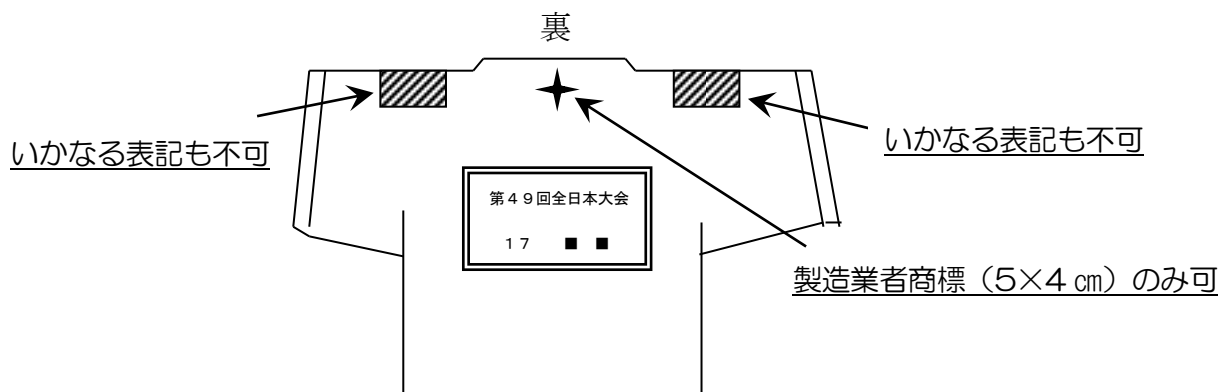 裏
いかなる表記も不可
いかなる表記も不可
第４９回全日本大会
１７　■　■
製造業者商標（５×４㎝）のみ可